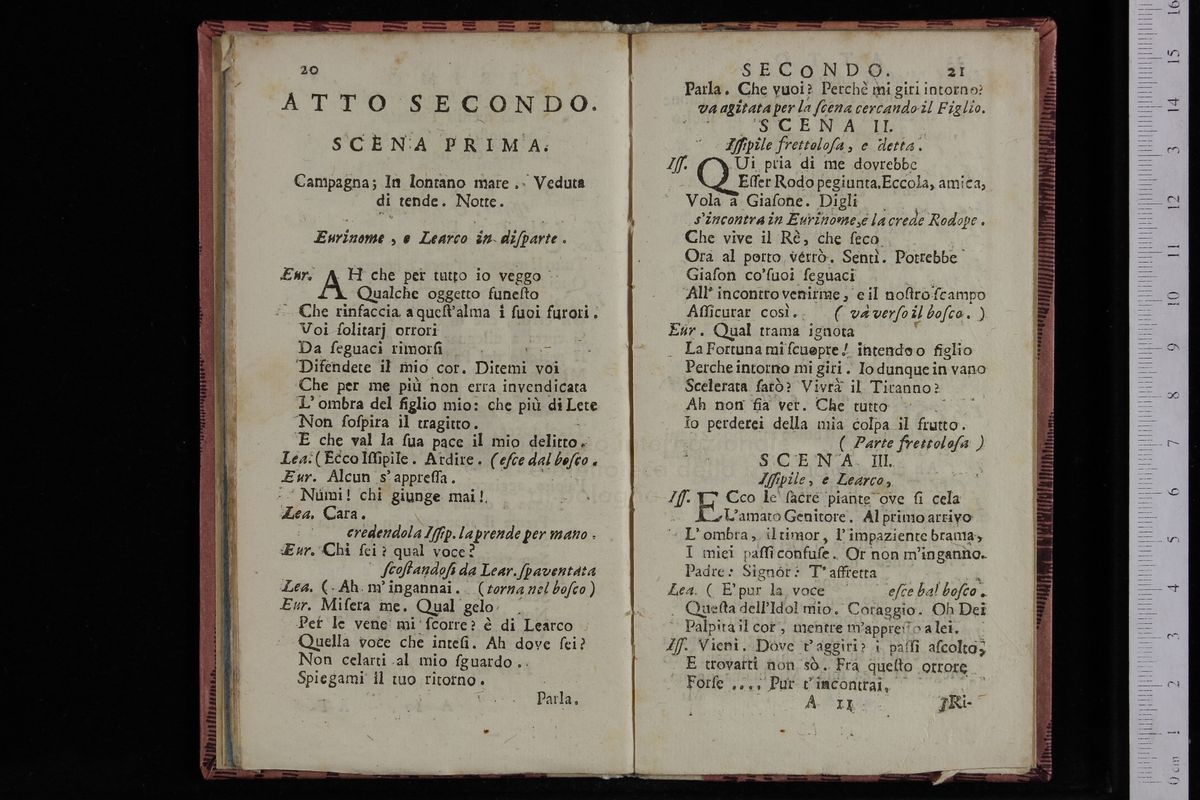 20
ATTO SECONDO.
SCENA PRIMA.
Campagna; In lontano mare. Veduta
di tende. Notte.
Eurinome, e Learco in diſparte.
Eur. AH che per tutto io veggo
Qualche oggetto funeſto
Che rinfaccia a queſt'alma i ſuoi furori.
Voi ſolitarj orrori
Da ſeguaci rimorſi
Difendete il mio cor. Ditemi voi
Che per me più non erra invendicata
L'ombra del figlio mio: che più di Lete
Non ſoſpira il tragitto.
E che val la ſua pace il mio delitto.
Lea. (Ecco Iſſipile. Ardire. (eſce dal boſco.
Eur. Alcun s'appreſſa.
Numi! chi giunge mai!
Lea. Cara.
credendola Iſſip. la prende per mano.
Eur. Chi ſei? qual voce?
ſcoſtandoſi da Lear. ſpaventata
Lea. (Ah m'ingannai. (torna nel boſco)
Eur. Miſera me. Qual gelo
Per le vene mi ſcorre? è di Learco
Quella voce che inteſi. Ah dove ſei?
Non celarti al mio ſguardo.
Spiegami il tuo ritorno.
Parla.
SECONDO. 21
Parla. Che vuoi? Perchè mi giri intorno?
va agitata per la ſcena cercando il Figlio.
SCENA II.
Iſſipile frettoloſa, e detta.
Iſſ. QUi pria di me dovrebbe
Eſſer Rodope giunta. Eccola, amica,
Vola a Giaſone. Digli
s'incontra in Eurinome, e la crede Rodope.
Che vive il Rè, che ſeco
Ora al porto verrò. Sentì. Potrebbe
Giaſon co'ſuoi ſeguaci
All' incontro venirme, e il noſtro ſcampo
Aſſicurar così. (và verſo il boſco.)
Eur. Qual trama ignota
La Fortuna mi ſcuopre! intendo o figlio
Perche intorno mi giri. Io dunque in vano
Scelerata ſarò? Vivrà il Tiranno?
Ah non fia ver. Che tutto
Io perderei della mia colpa il frutto.
(Parte frettoloſa)
SCENA III.
Iſſipile, e Learco,
Iſſ. ECco le ſacre piante ove ſi cela
L'amato Genitore. Al primo arrivo
L'ombra, il timor, l'impaziente brama,
I miei paſſi confuſe. Or non m'inganno.
Padre: Signor: T'affretta
Lea. (E'pur la voce eſce bal boſco.
Queſta dell'Idol mio. Coraggio. Oh Dei
Palpita il cor, mentre m'appreſſo a lei.
Iſſ. Vieni. Dove t'aggiri? i paſſi aſcolto,
E trovarti non sò. Fra queſto orrore
Forſe .... Pur t'incontrai,
A 11 Ri-